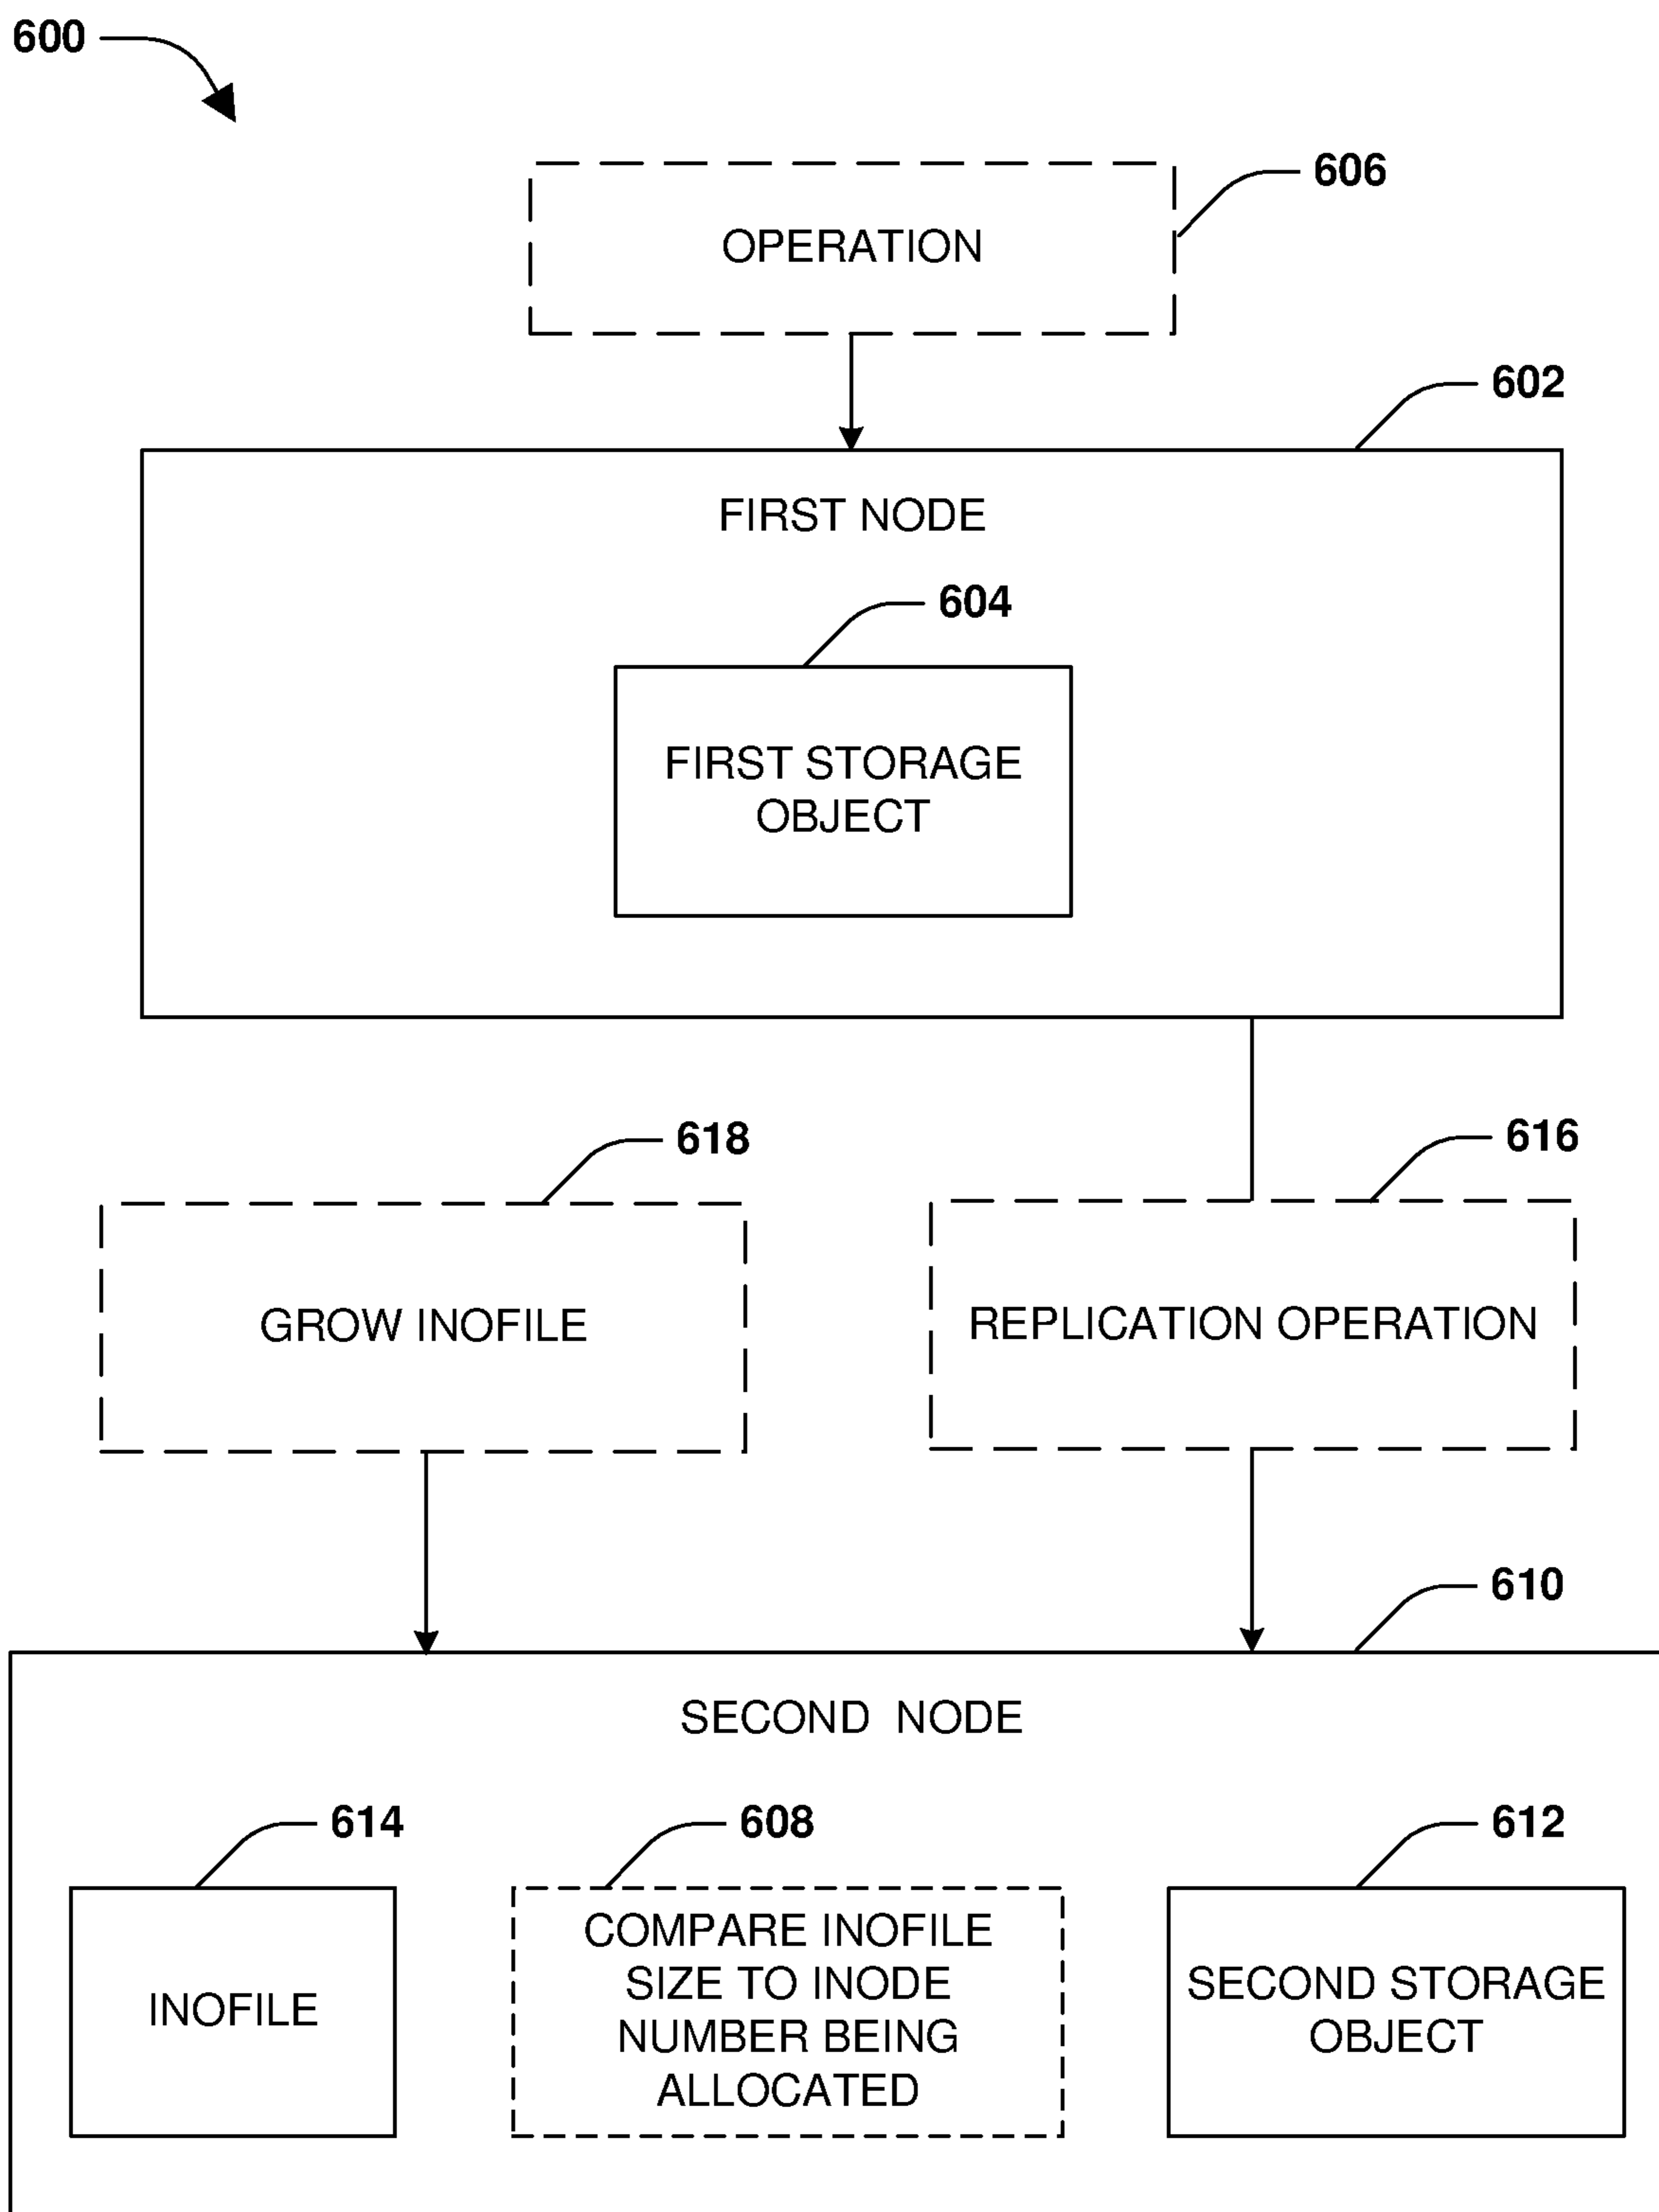 600
606
OPERATION
602
FIRST NODE
604
FIRST STORAGE
OBJECT
618
616
GROW INOFILE
REPLICATION OPERATION
610
SECOND NODE
614
608
612
INOFILE
COMPARE INOFILE
SIZE TO INODE
NUMBER BEING
ALLOCATED
SECOND STORAGE
OBJECT